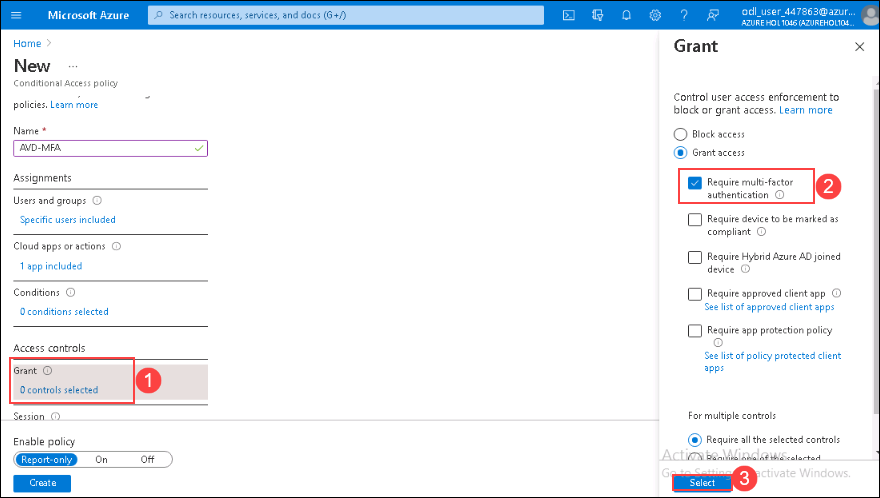 Microsoft Azure
Search resources, services, and docs (G+/)
odl_user_447863@azur...
AZURE HOL1046 (AZUREHOL104...
Home
New ...
Conditional Access policy
policies. Learn more
Name *
AVD-MFA
Assignments
Users and groups
Specific users included
Cloud apps or actions
1 app included
Conditions
0 conditions selected
Access controls
Grant
0 controls selected
1
Session
Enable policy
Report-only On Off
Create
Grant
Control user access enforcement to
block or grant access. Learn more
Block access
Grant access
Require multi-factor
authentication
2
Require device to be marked as
compliant
Require Hybrid Azure AD joined
device
Require approved client app
See list of approved client apps
Require app protection policy
See list of policy protected client
apps
For multiple controls
Require all the selected controls
Require one of the selected
Activate Windows
Go to Settings to activate Windows.
Select
3